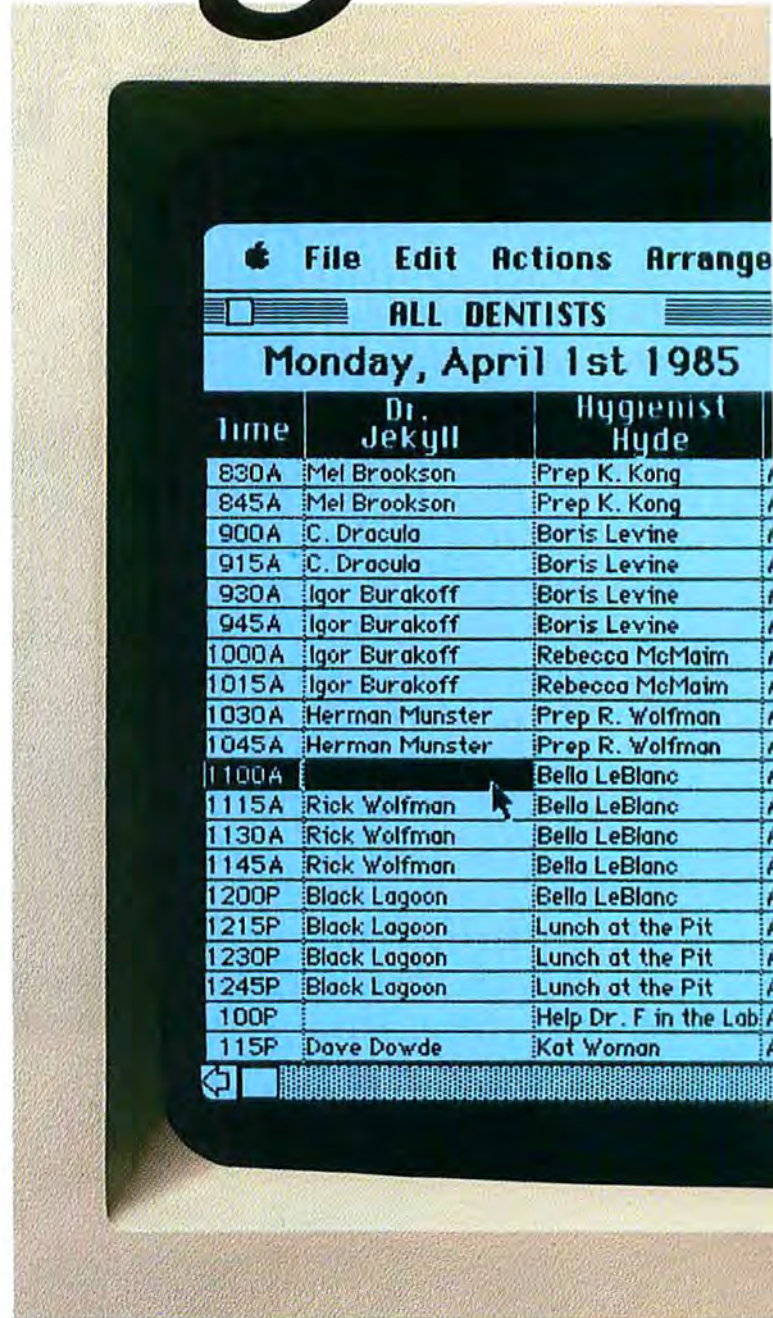 File Edit Actions Arrange
ALL DENTISTS
Monday, April 1st 1985
Time Dr. Jekyll Hygienist Hyde
830A Mel Brookson Prep K. Kong
845A Mel Brookson Prep K. Kong
900A C. Dracula Boris Levine
915A C. Dracula Boris Levine
930A Igor Burakoff Boris Levine
945A Igor Burakoff Boris Levine
1000A Igor Burakoff Rebecca McMaim
1015A Igor Burakoff Rebecca McMaim
1030A Herman Munster Prep R. Wolfman
1045A Herman Munster Prep R. Wolfman
1100A Bella LeBlanc
1115A Rick Wolfman Bella LeBlanc
1130A Rick Wolfman Bella LeBlanc
1145A Rick Wolfman Bella LeBlanc
1200P Black Lagoon Bella LeBlanc
1215P Black Lagoon Lunch at the Pit
1230P Black Lagoon Lunch at the Pit
1245P Black Lagoon Lunch at the Pit
100P Help Dr. F in the Lab
115P Dave Dowde Kat Woman